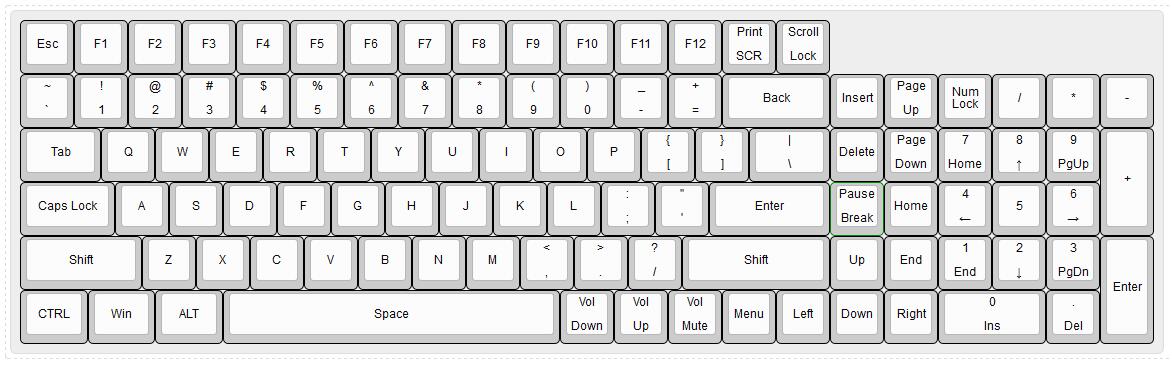 Esc F1 F2 F3 F4 F5 F6 F7 F8 F9 F10 F11 F12 Print SCR Scroll Lock
~ ` ! 1 @ 2 # 3 $ 4 % 5 ^ 6 & 7 * 8 ( 9 ) 0 _ - + = Back Insert Page Up Num Lock / * -
Tab Q W E R T Y U I O P { [ } ] | \ Delete Page Down 7 Home 8 ↑ 9 PgUp +
Caps Lock A S D F G H J K L : ; " ' Enter Pause Break Home 4 ← 5 6 →
Shift Z X C V B N M < , > . ? / Shift Up End 1 End 2 ↓ 3 PgDn Enter
CTRL Win ALT Space Vol Down Vol Up Vol Mute Menu Left Down Right 0 Ins . Del